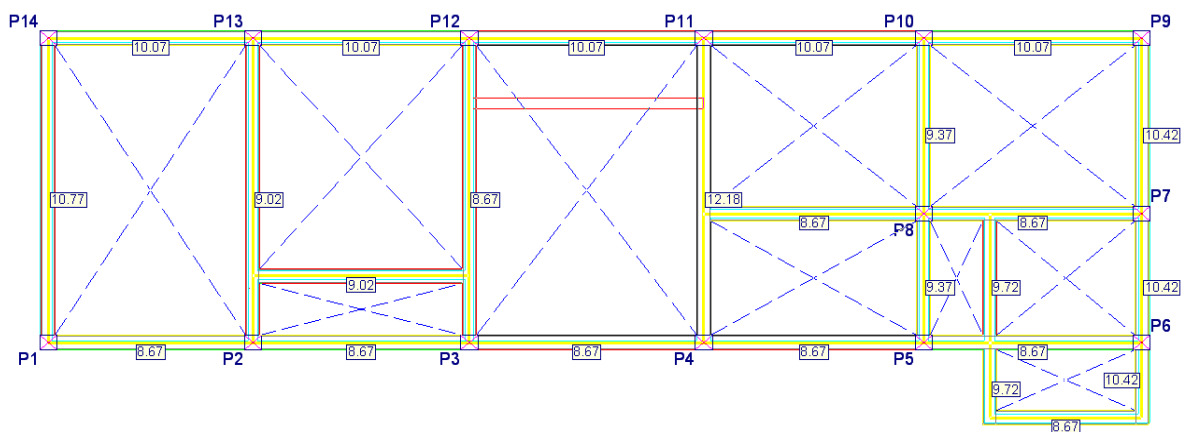 P14 P13 P12 P11 P10 P9
10.07 10.07 10.07 10.07 10.07
9.37 10.42
10.77 9.02 8.67 12.18 P7
8.67 P8 8.67
9.02 9.37 9.72 10.42
P6
P1 8.67 P2 8.67 P3 8.67 P4 8.67 P5 8.67
9.72 10.42
8.67